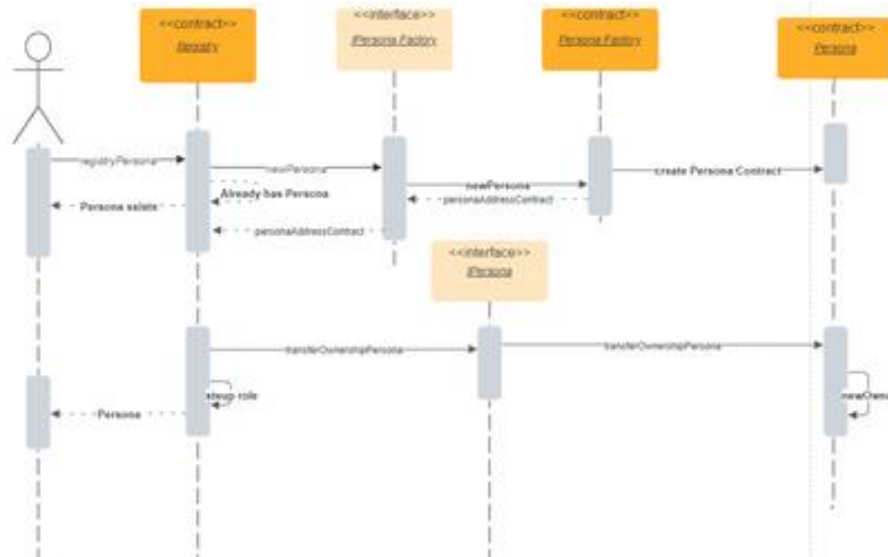 <<contract>>
Registry
<<interface>>
IPersona Factory
<<contract>>
Persona Factory
<<contract>>
Persona
registryPersona
newPersona
Already has Persona
Persona exists
newPersona
personaAddressContract
create Persona Contract
personaAddressContract
<<interface>>
IPersona
transferOwnershipPersona
transferOwnershipPersona
role
Persona